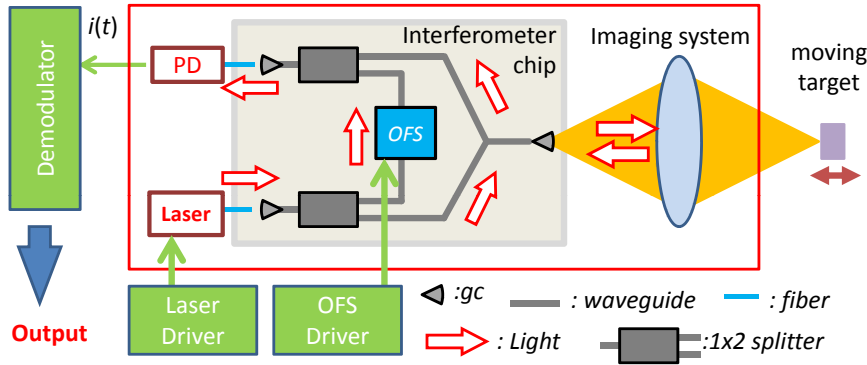 i(t)
Demodulator
PD
Interferometer
chip
Imaging system
moving
target
OFS
Laser
Laser
Driver
OFS
Driver
Output
:gc
: waveguide
: fiber
: Light
:1x2 splitter